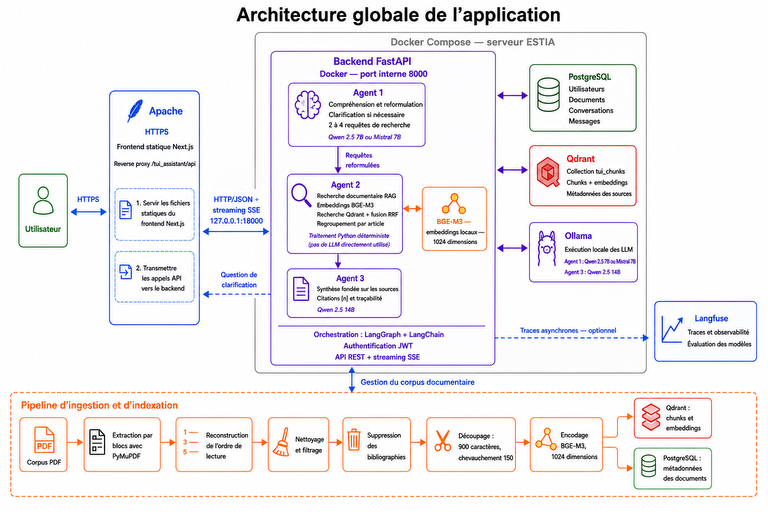 Architecture globale de l'application
Docker Compose — serveur ESTIA
Utilisateur
HTTPS
Apache
HTTPS
Frontend statique Next.js
Reverse proxy /tui_assistant/api
1. Servir les fichiers
statiques du
frontend Next.js
2. Transmettre
les appels API
vers le backend
HTTP/JSON +
streaming SSE
127.0.0.1:18000
Question de
clarification
Backend FastAPI
Docker — port interne 8000
Agent 1
Compréhension et reformulation
Clarification si nécessaire
2 à 4 requêtes de recherche
Qwen 2.5 7B ou Mistral 7B
Requêtes
reformulées
Agent 2
Recherche documentaire RAG
Embeddings BGE-M3
Recherche Qdrant + fusion RRF
Regroupement par article
Traitement Python déterministe
(pas de LLM directement utilisé)
Agent 3
Synthèse fondée sur les sources
Citations [n] et traçabilité
Qwen 2.5 14B
Orchestration : LangGraph + LangChain
Authentification JWT
API REST + streaming SSE
BGE-M3 —
embeddings locaux —
1024 dimensions
PostgreSQL
Utilisateurs
Documents
Conversations
Messages
Qdrant
Collection tui_chunks
Chunks + embeddings
Métadonnées des sources
Ollama
Exécution locale des LLM
Agent 1 : Qwen 2.5 7B ou Mistral 7B
Agent 3 : Qwen 2.5 14B
Traces asynchrones — optionnel
Langfuse
Traces et observabilité
Évaluation des modèles
Gestion du corpus documentaire
Pipeline d'ingestion et d'indexation
PDF
Corpus PDF
Extraction par
blocs avec
PyMuPDF
1
3
5
Reconstruction
de l'ordre de
lecture
Nettoyage
et filtrage
Suppression
des
bibliographies
Découpage :
900 caractères,
chevauchement 150
Encodage
BGE-M3,
1024 dimensions
Qdrant :
chunks et
embeddings
PostgreSQL :
métadonnées
des documents